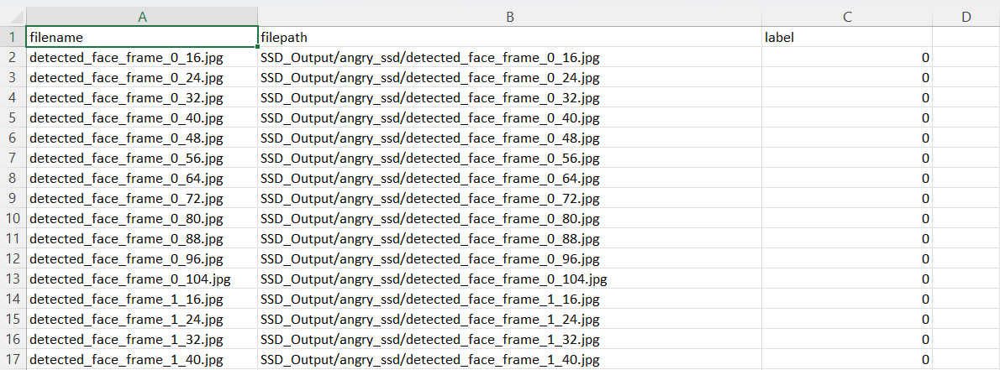 A B C D
1 filename filepath label
2 detected_face_frame_0_16.jpg SSD_Output/angry_ssd/detected_face_frame_0_16.jpg 0
3 detected_face_frame_0_24.jpg SSD_Output/angry_ssd/detected_face_frame_0_24.jpg 0
4 detected_face_frame_0_32.jpg SSD_Output/angry_ssd/detected_face_frame_0_32.jpg 0
5 detected_face_frame_0_40.jpg SSD_Output/angry_ssd/detected_face_frame_0_40.jpg 0
6 detected_face_frame_0_48.jpg SSD_Output/angry_ssd/detected_face_frame_0_48.jpg 0
7 detected_face_frame_0_56.jpg SSD_Output/angry_ssd/detected_face_frame_0_56.jpg 0
8 detected_face_frame_0_64.jpg SSD_Output/angry_ssd/detected_face_frame_0_64.jpg 0
9 detected_face_frame_0_72.jpg SSD_Output/angry_ssd/detected_face_frame_0_72.jpg 0
10 detected_face_frame_0_80.jpg SSD_Output/angry_ssd/detected_face_frame_0_80.jpg 0
11 detected_face_frame_0_88.jpg SSD_Output/angry_ssd/detected_face_frame_0_88.jpg 0
12 detected_face_frame_0_96.jpg SSD_Output/angry_ssd/detected_face_frame_0_96.jpg 0
13 detected_face_frame_0_104.jpg SSD_Output/angry_ssd/detected_face_frame_0_104.jpg 0
14 detected_face_frame_1_16.jpg SSD_Output/angry_ssd/detected_face_frame_1_16.jpg 0
15 detected_face_frame_1_24.jpg SSD_Output/angry_ssd/detected_face_frame_1_24.jpg 0
16 detected_face_frame_1_32.jpg SSD_Output/angry_ssd/detected_face_frame_1_32.jpg 0
17 detected_face_frame_1_40.jpg SSD_Output/angry_ssd/detected_face_frame_1_40.jpg 0